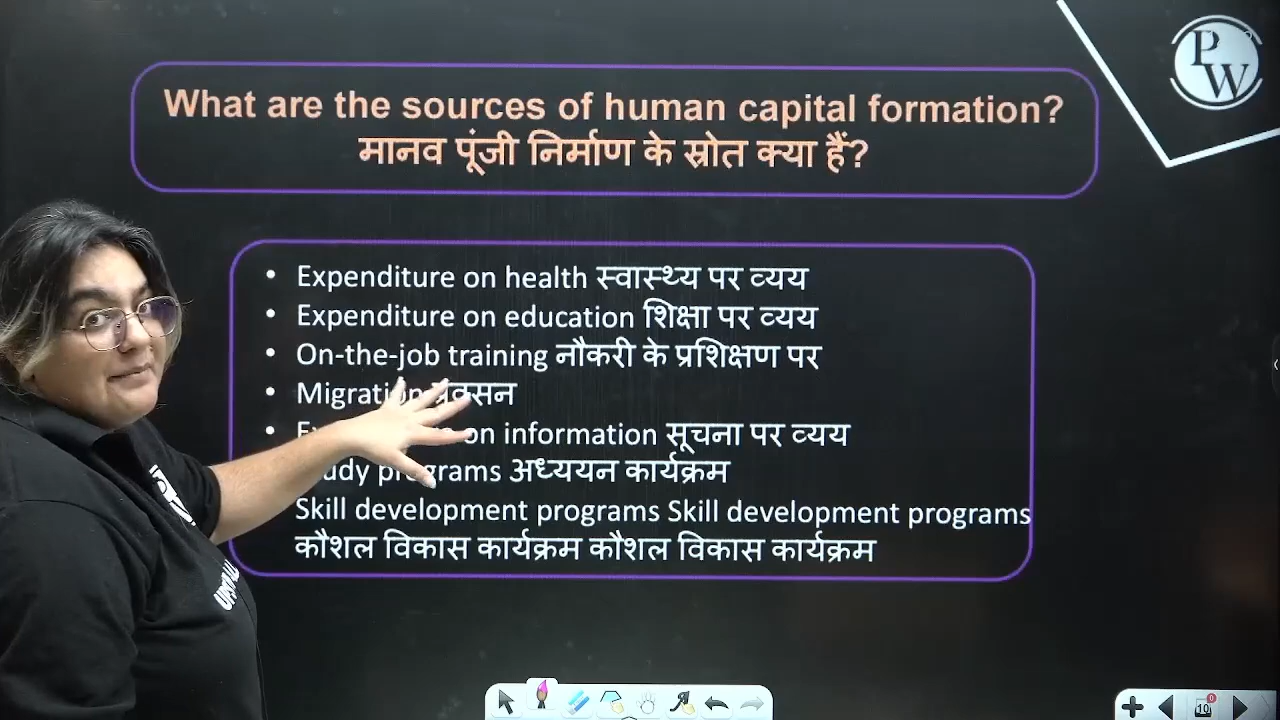 What are the sources of human capital formation?
मानव पूंजी निर्माण के स्रोत क्या हैं?
PW
• Expenditure on health स्वास्थ्य पर व्यय
• Expenditure on education शिक्षा पर व्यय
• On-the-job training नौकरी के प्रशिक्षण पर
• Migration
• on information सूचना पर व्यय
अध्ययन कार्यक्रम
Skill development programs Skill development programs
कौशल विकास कार्यक्रम कौशल विकास कार्यक्रम
10